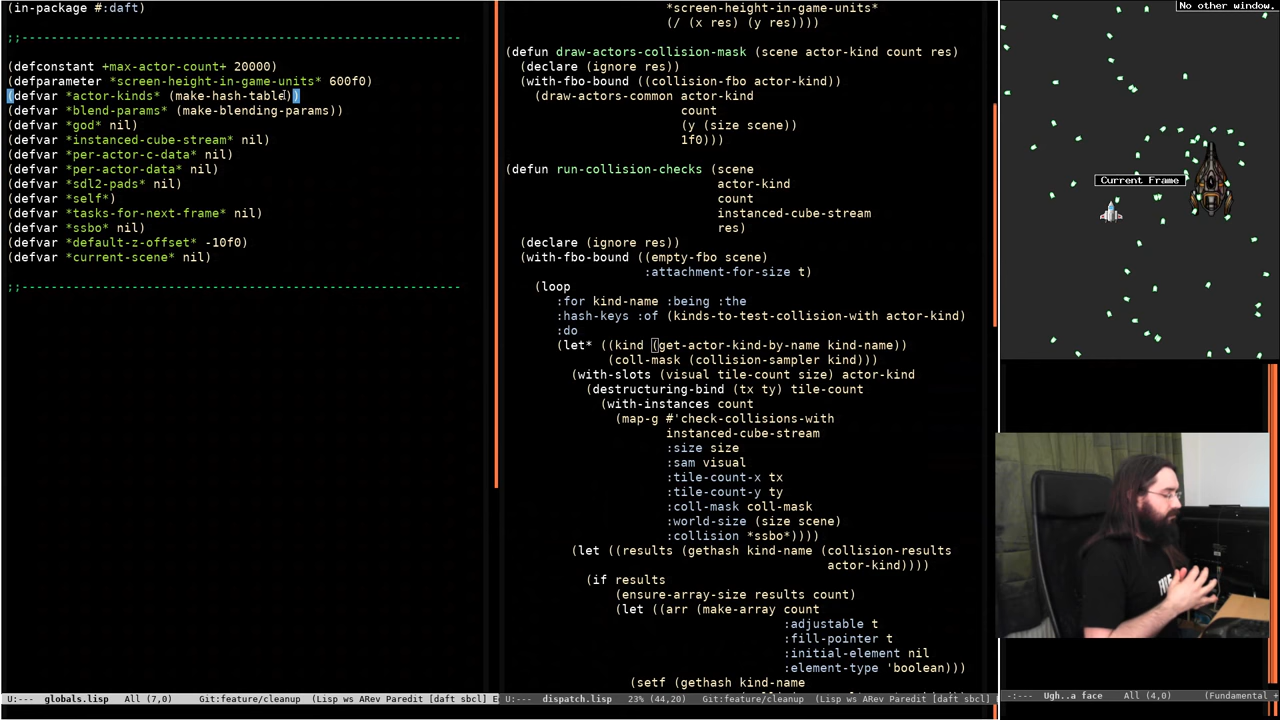 (in-package #:daft)
;;------------------------------------------------------------
(defconstant +max-actor-count+ 20000)
(defparameter *screen-height-in-game-units* 600f0)
(defvar *actor-kinds* (make-hash-table))
(defvar *blend-params* (make-blending-params))
(defvar *god* nil)
(defvar *instanced-cube-stream* nil)
(defvar *per-actor-c-data* nil)
(defvar *per-actor-data* nil)
(defvar *sdl2-pads* nil)
(defvar *self*)
(defvar *tasks-for-next-frame* nil)
(defvar *ssbo* nil)
(defvar *default-z-offset* -10f0)
(defvar *current-scene* nil)
;;------------------------------------------------------------
U:--- globals.lisp All (7,0) Git:feature/cleanup (Lisp ws ARev Paredit [daft sbcl] E
*screen-height-in-game-units*
(/ (x res) (y res))))
(defun draw-actors-collision-mask (scene actor-kind count res)
(declare (ignore res))
(with-fbo-bound ((collision-fbo actor-kind))
(draw-actors-common actor-kind
count
(y (size scene))
1f0)))
(defun run-collision-checks (scene
actor-kind
count
instanced-cube-stream
res)
(declare (ignore res))
(with-fbo-bound ((empty-fbo scene)
:attachment-for-size t)
(loop
:for kind-name :being :the
:hash-keys :of (kinds-to-test-collision-with actor-kind)
:do
(let* ((kind (get-actor-kind-by-name kind-name))
(coll-mask (collision-sampler kind)))
(with-slots (visual tile-count size) actor-kind
(destructuring-bind (tx ty) tile-count
(with-instances count
(map-g #'check-collisions-with
instanced-cube-stream
:size size
:sam visual
:tile-count-x tx
:tile-count-y ty
:coll-mask coll-mask
:world-size (size scene)
:collision *ssbo*))))
(let ((results (gethash kind-name (collision-results
actor-kind))))
(if results
(ensure-array-size results count)
(let ((arr (make-array count
:adjustable t
:fill-pointer t
:initial-element nil
:element-type 'boolean)))
(setf (gethash kind-name
U:--- dispatch.lisp 23% (44,20) Git:feature/cleanup (Lisp ws ARev Paredit [daft sbcl]
No other window.
Current Frame
-:--- Ugh..a face All (4,0) (Fundamental +